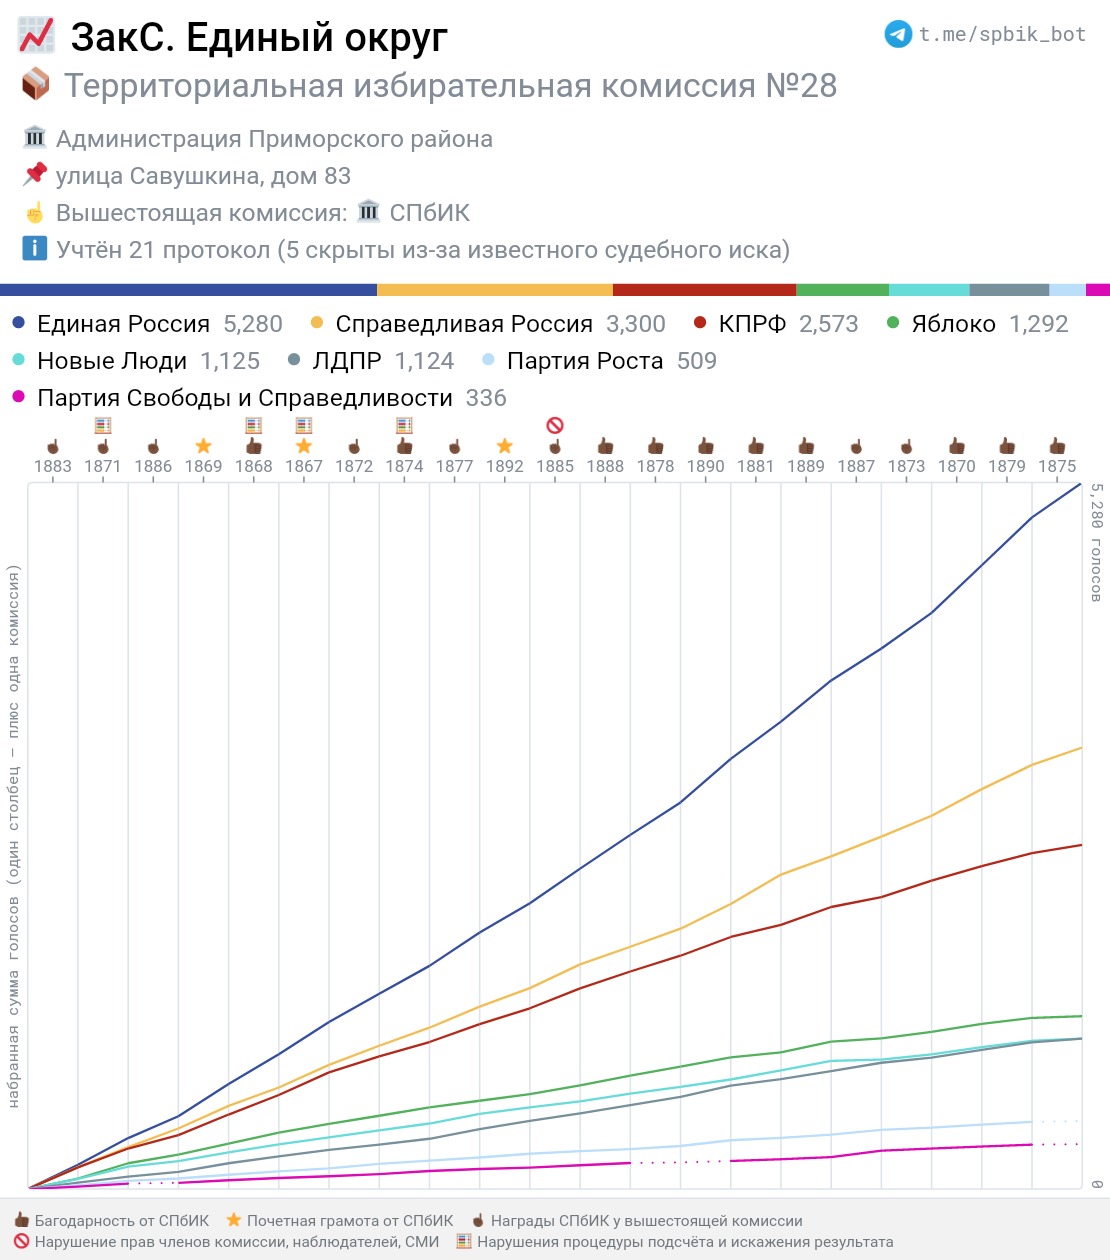 ЗакС. Единый округ
t.me/spbik_bot
Территориальная избирательная комиссия №28
Администрация Приморского района
улица Савушкина, дом 83
Вышестоящая комиссия: СПбИК
Учтён 21 протокол (5 скрыты из-за известного судебного иска)
Единая Россия 5,280 Справедливая Россия 3,300 КПРФ 2,573 Яблоко 1,292
Новые Люди 1,125 ЛДПР 1,124 Партия Роста 509
Партия Свободы и Справедливости 336
1883 1871 1886 1869 1868 1867 1872 1874 1877 1892 1885 1888 1878 1890 1881 1889 1887 1873 1870 1879 1875
5,280 голосов
набранная сумма голосов (один столбец – плюс одна комиссия)
0
Багодарность от СПбИК Почетная грамота от СПбИК Награды СПбИК у вышестоящей комиссии
Нарушение прав членов комиссии, наблюдателей, СМИ Нарушения процедуры подсчёта и искажения результата